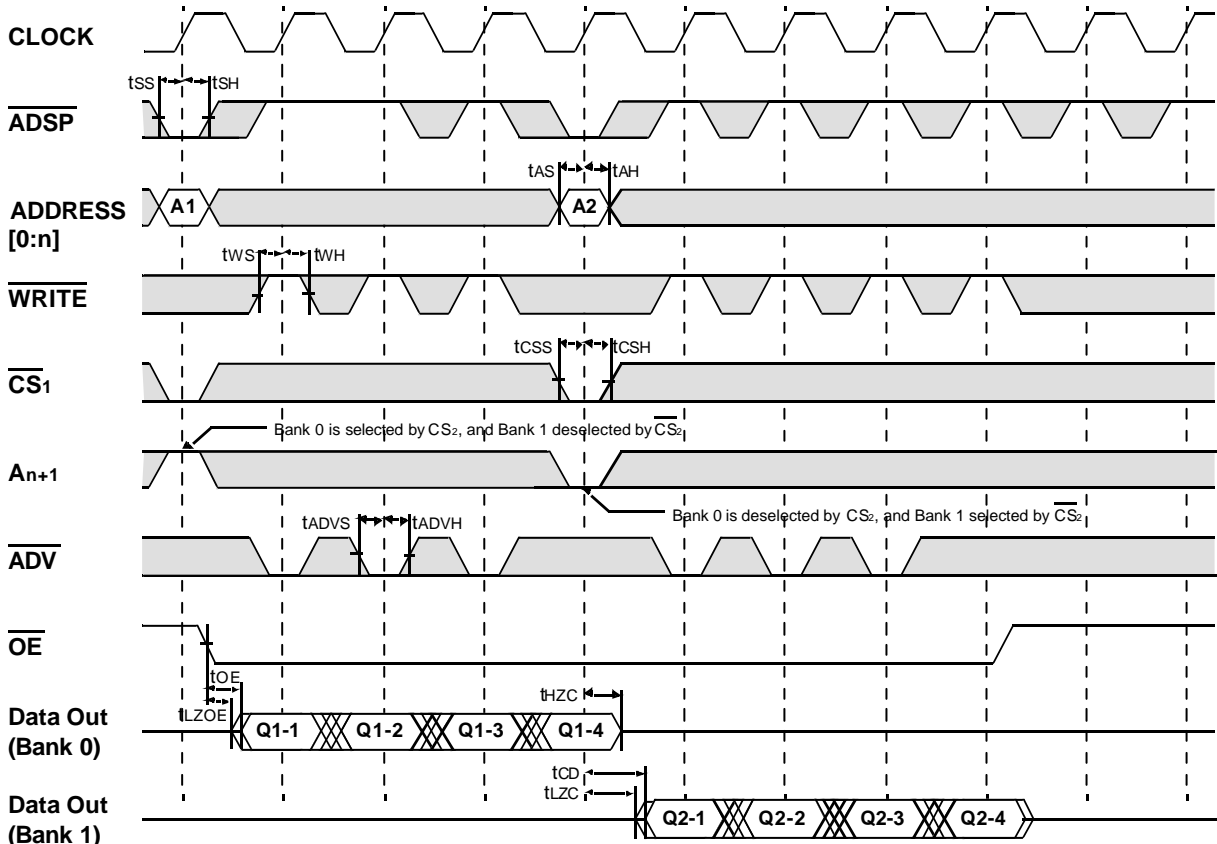 CLOCK
tSS tSH
ADSP
tAS tAH
ADDRESS
[0:n]
A1 A2
tWS tWH
WRITE
tCSS tCSH
CS1
Bank 0 is selected by CS2, and Bank 1 deselected by CS2
An+1
Bank 0 is deselected by CS2, and Bank 1 selected by CS2
tADVS tADVH
ADV
OE
tOE
tHZC
tLZOE
Data Out
(Bank 0)
Q1-1 Q1-2 Q1-3 Q1-4
tCD
tLZC
Data Out
(Bank 1)
Q2-1 Q2-2 Q2-3 Q2-4